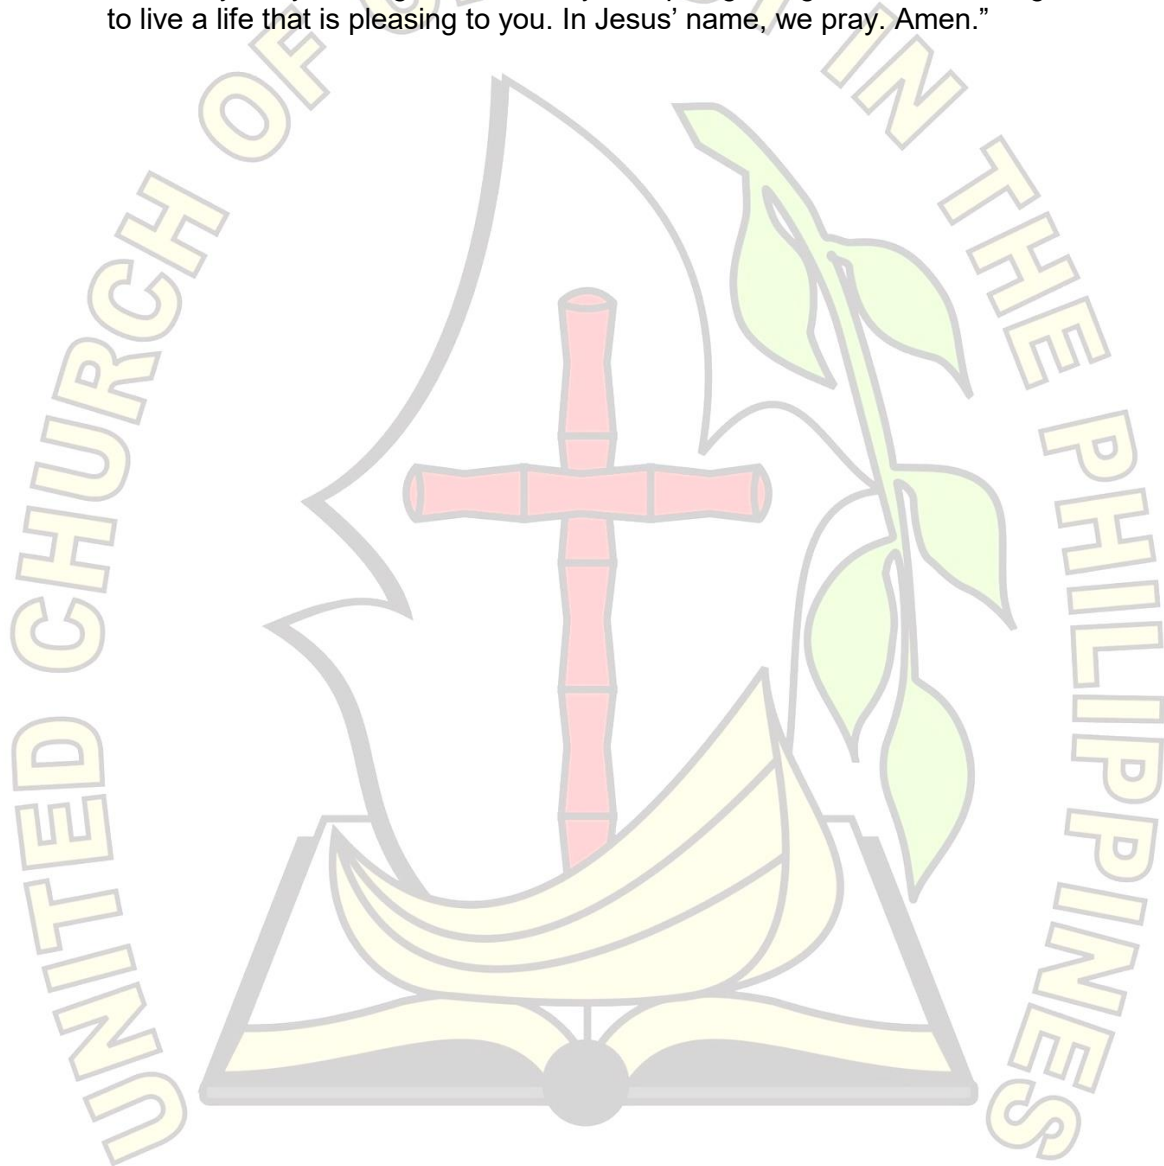 to live a life that is pleasing to you. In Jesus’ name, we pray. Amen.”
UNITED CHURCH OF IN THE PHILIPPINES